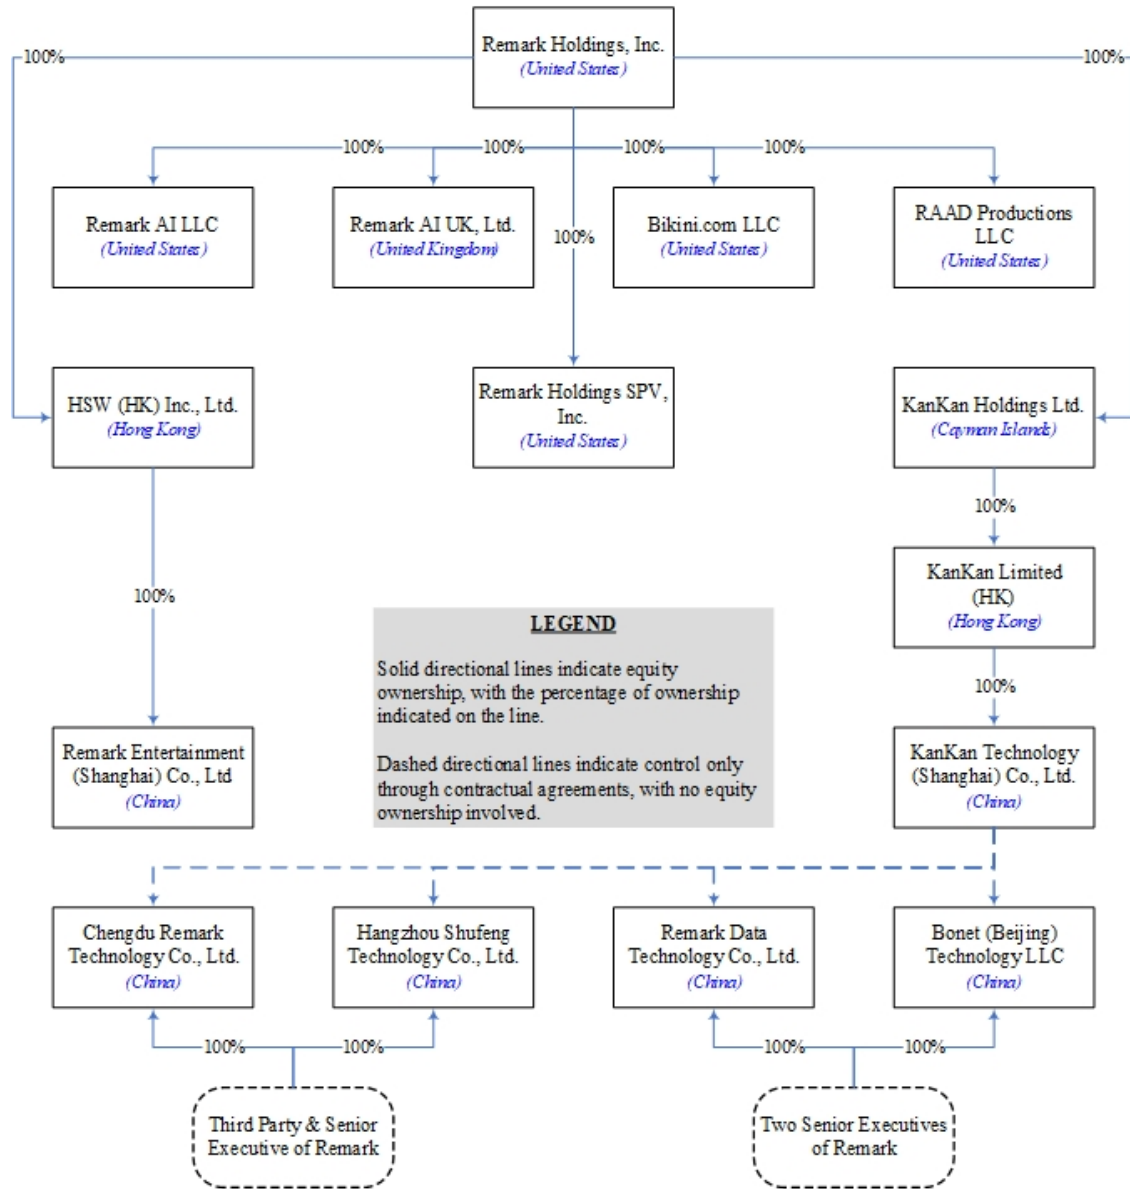 Remark Holdings, Inc.
(United States)
100%
100%
100%
100%
100%
100%
Remark AI LLC
(United States)
Remark AI UK, Ltd.
(United Kingdom)
100%
Bikini.com LLC
(United States)
RAAD Productions
LLC
(United States)
HSW (HK) Inc., Ltd.
(Hong Kong)
Remark Holdings SPV,
Inc.
(United States)
KanKan Holdings Ltd.
(Cayman Islands)
100%
KanKan Limited
(HK)
(Hong Kong)
100%
LEGEND
Solid directional lines indicate equity
ownership, with the percentage of ownership
indicated on the line.
Dashed directional lines indicate control only
through contractual agreements, with no equity
ownership involved.
100%
Remark Entertainment
(Shanghai) Co., Ltd
(China)
KanKan Technology
(Shanghai) Co., Ltd.
(China)
Chengdu Remark
Technology Co., Ltd.
(China)
Hangzhou Shufeng
Technology Co., Ltd.
(China)
Remark Data
Technology Co., Ltd.
(China)
Bonet (Beijing)
Technology LLC
(China)
100%
100%
100%
100%
Third Party & Senior
Executive of Remark
Two Senior Executives
of Remark